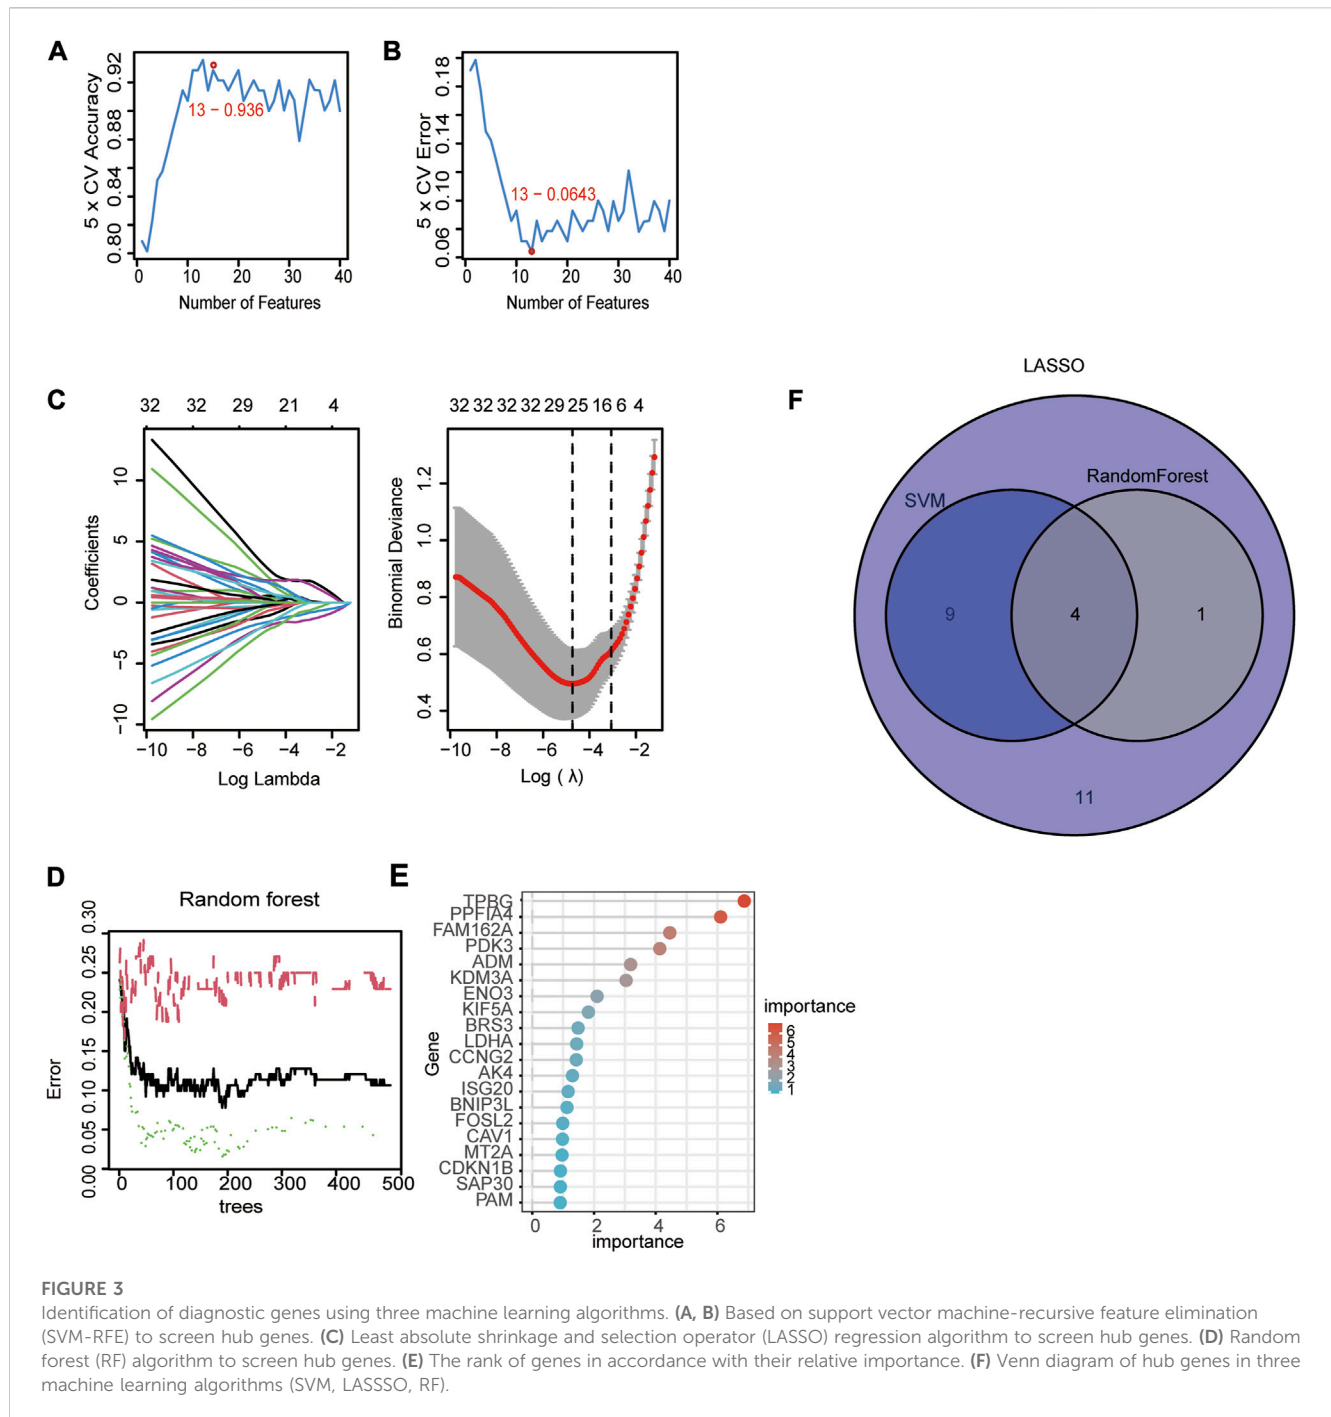 A
5 x CV Accuracy
0.80 0.84 0.88 0.92
13 − 0.936
0 10 20 30 40
Number of Features
B
5 x CV Error
0.06 0.10 0.14 0.18
13 − 0.0643
0 10 20 30 40
Number of Features
C
32 32 29 21 4
Coefficients
−10 −5 0 5 10
−10 −8 −6 −4 −2
Log Lambda
32 32 32 32 29 25 16 6 4
Binomial Deviance
0.4 0.6 0.8 1.0 1.2
−10 −8 −6 −4 −2
Log ( λ)
F
LASSO
RandomForest
SVM
9
4
1
11
D
Random forest
Error
0.00 0.05 0.10 0.15 0.20 0.25 0.30
0 100 200 300 400 500
trees
E
Gene
TPBG
PPFIA4
FAM162A
PDK3
ADM
KDM3A
ENO3
KIF5A
BRS3
LDHA
CCNG2
AK4
ISG20
BNIP3L
FOSL2
CAV1
MT2A
CDKN1B
SAP30
PAM
0 2 4 6
importance
importance
6
5
4
3
2
1
FIGURE 3
Identification of diagnostic genes using three machine learning algorithms. (A, B) Based on support vector machine-recursive feature elimination
(SVM-RFE) to screen hub genes. (C) Least absolute shrinkage and selection operator (LASSO) regression algorithm to screen hub genes. (D) Random
forest (RF) algorithm to screen hub genes. (E) The rank of genes in accordance with their relative importance. (F) Venn diagram of hub genes in three
machine learning algorithms (SVM, LASSSO, RF).